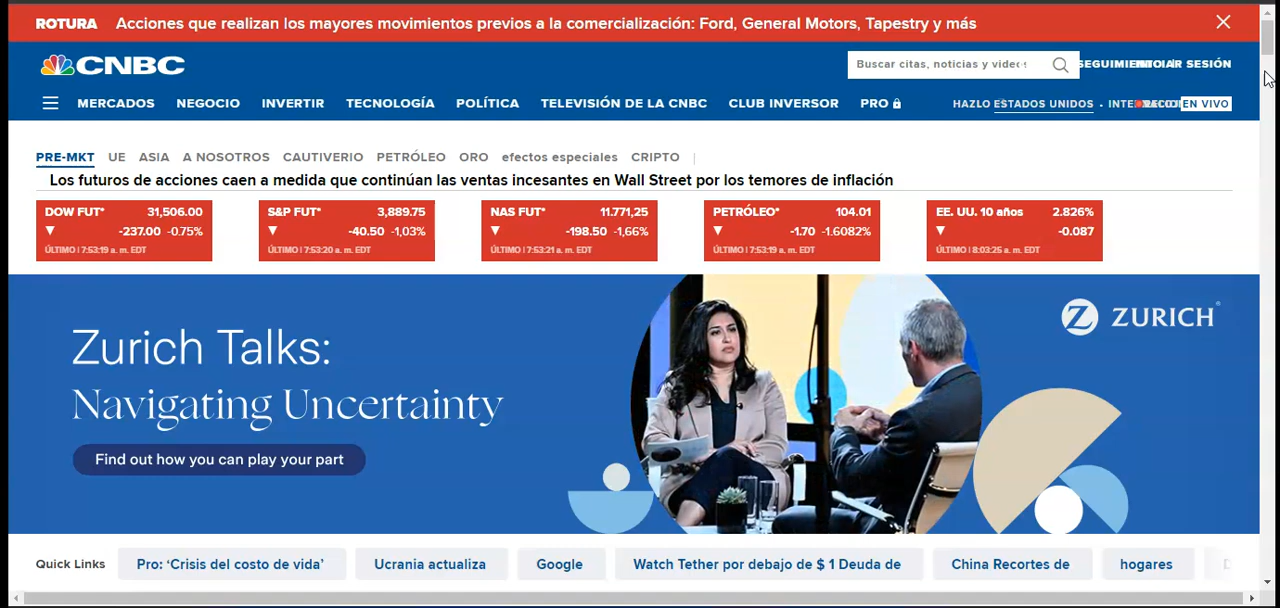 ROTURA Acciones que realizan los mayores movimientos previos a la comercialización: Ford, General Motors, Tapestry y más
CNBC
Buscar citas, noticias y video
SEGUIMIENTO
INICIAR SESIÓN
MERCADOS NEGOCIO INVERTIR TECNOLOGÍA POLÍTICA TELEVISIÓN DE LA CNBC CLUB INVERSOR PRO
HAZLO ESTADOS UNIDOS • EN VIVO
PRE-MKT UE ASIA A NOSOTROS CAUTIVERIO PETRÓLEO ORO efectos especiales CRIPTO
Los futuros de acciones caen a medida que continúan las ventas incesantes en Wall Street por los temores de inflación
DOW FUT* 31,506.00
-237.00 -0.75%
ÚLTIMO | 7:53:19 a. m. EDT
S&P FUT* 3,889.75
-40.50 -1,03%
ÚLTIMO | 7:53:20 a. m. EDT
NAS FUT* 11.771,25
-198.50 -1,66%
ÚLTIMO | 7:53:21 a. m. EDT
PETRÓLEO* 104.01
-1.70 -1.6082%
ÚLTIMO | 7:53:19 a. m. EDT
EE. UU. 10 años 2.826%
-0.087
ÚLTIMO | 8:03:25 a. m. EDT
Zurich Talks:
Navigating Uncertainty
Find out how you can play your part
Z ZURICH®
Quick Links Pro: ‘Crisis del costo de vida’ Ucrania actualiza Google Watch Tether por debajo de $ 1 Deuda de China Recortes de hogares